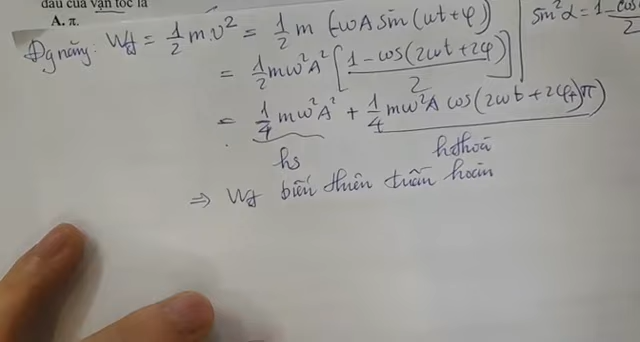 dấu của vận tốc là
A. π.
Đg năng: Wđ = 1/2 m.v² = 1/2 m (-ωA sin(ωt+φ))
= 1/2 mω²A² [1 - cos(2ωt+2φ)/2]
sin²α = 1-cos/2
= 1/4 mω²A² + 1/4 mω²A cos(2ωt + 2φ+π)
hs
hthoà
⇒ Wđ biến thiên tuần hoàn